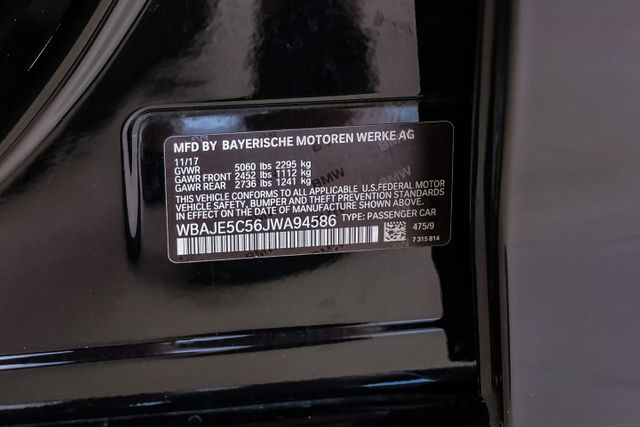 MFD BY BAYERISCHE MOTOREN WERKE AG
11/17
GVWR 5060 lbs 2295 kg
GAWR FRONT 2452 lbs 1112 kg
GAWR REAR 2736 lbs 1241 kg
THIS VEHICLE CONFORMS TO ALL APPLICABLE U.S.FEDERAL MOTOR
VEHICLE SAFETY, BUMPER, AND THEFT PREVENTION STANDARDS
IN EFFECT ON THE DATE OF MANUFACTURE SHOWN ABOVE.
WBAJE5C56JWA94586 TYPE: PASSENGER CAR
475/9
7 315 814